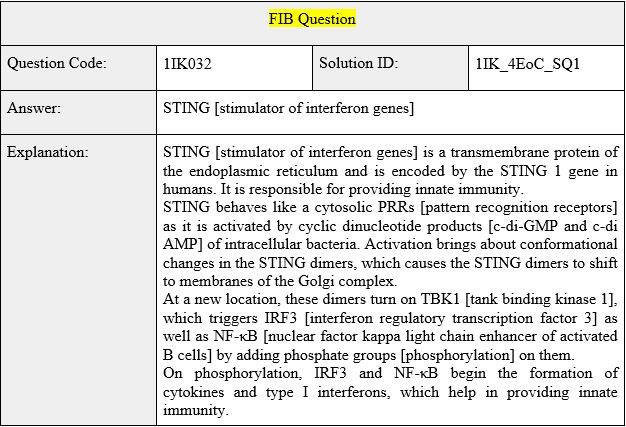 FIB Question
Question Code: 1IK032 Solution ID: 1IK_4EoC_SQ1
Answer: STING [stimulator of interferon genes]
Explanation: STING [stimulator of interferon genes] is a transmembrane protein of
the endoplasmic reticulum and is encoded by the STING 1 gene in
humans. It is responsible for providing innate immunity.
STING behaves like a cytosolic PRRs [pattern recognition receptors]
as it is activated by cyclic dinucleotide products [c-di-GMP and c-di
AMP] of intracellular bacteria. Activation brings about conformational
changes in the STING dimers, which causes the STING dimers to shift
to membranes of the Golgi complex.
At a new location, these dimers turn on TBK1 [tank binding kinase 1],
which triggers IRF3 [interferon regulatory transcription factor 3] as
well as NF-κB [nuclear factor kappa light chain enhancer of activated
B cells] by adding phosphate groups [phosphorylation] on them.
On phosphorylation, IRF3 and NF-κB begin the formation of
cytokines and type I interferons, which help in providing innate
immunity.